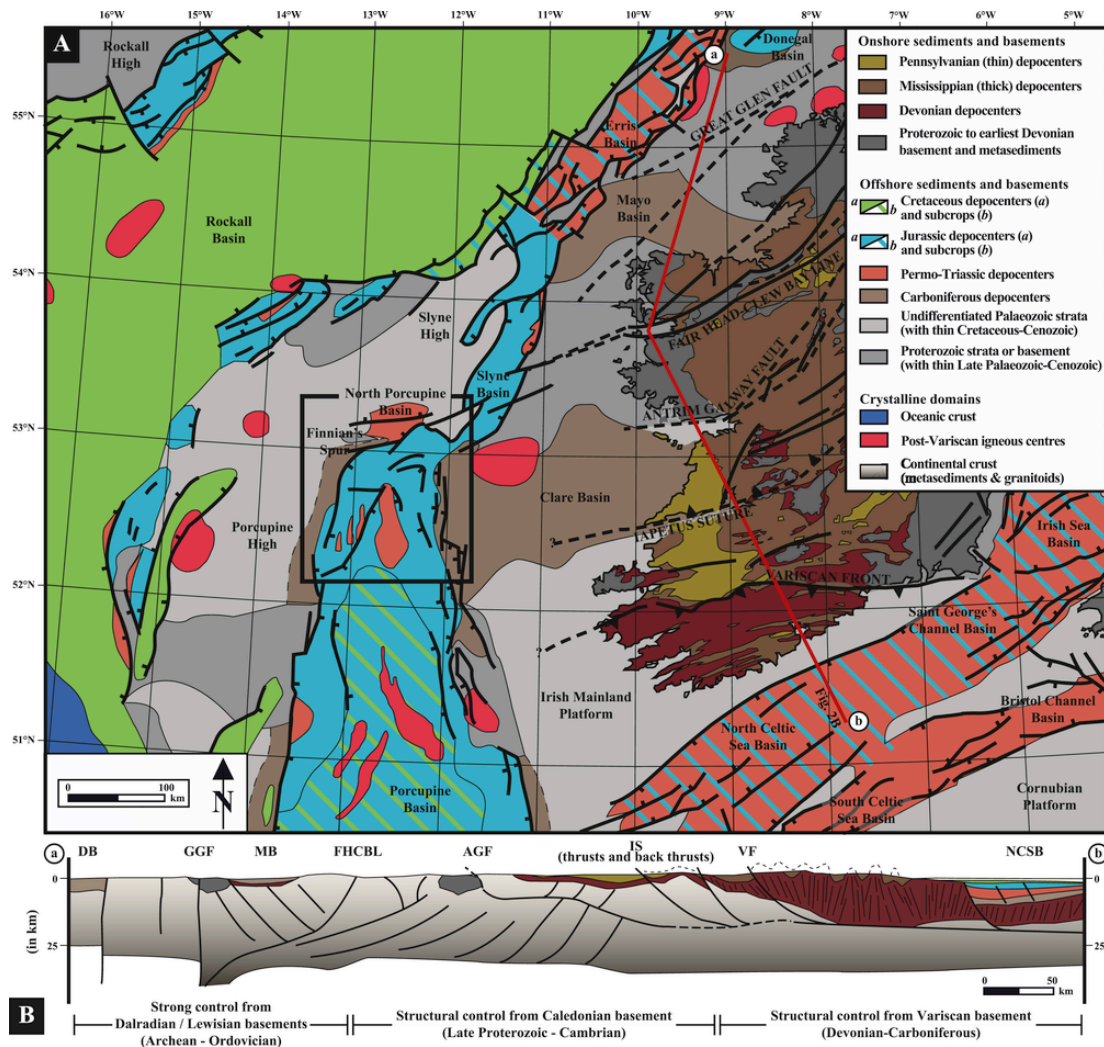 16°W 15°W 14°W 13°W 12°W 11°W 10°W 9°W 8°W 7°W 6°W 5°W
A
Rockall
High
a
Donegal
Basin
GREAT GLEN FAULT
55°N
Erris
Basin
Mayo
Basin
Rockall
Basin
54°N
FAIR HEAD-CLEW BAY LINE
Slyne
High
Slyne
Basin
North Porcupine
Basin
ANTRIM GALWAY FAULT
53°N
Finnian's
Spur
Clare Basin
?
IAPETUS SUTURE
Porcupine
High
Irish Sea
Basin
52°N
VARISCAN FRONT
Saint George's
Channel Basin
?
Irish Mainland
Platform
Fig. 2B
b
Bristol Channel
Basin
North Celtic
Sea Basin
51°N
Porcupine
Basin
South Celtic
Sea Basin
Cornubian
Platform
0 100
km
N
Onshore sediments and basements
Pennsylvanian (thin) depocenters
Mississippian (thick) depocenters
Devonian depocenters
Proterozoic to earliest Devonian
basement and metasediments
Offshore sediments and basements
a b Cretaceous depocenters (a)
and subcrops (b)
a b Jurassic depocenters (a)
and subcrops (b)
Permo-Triassic depocenters
Carboniferous depocenters
Undifferentiated Palaeozoic strata
(with thin Cretaceous-Cenozoic)
Proterozoic strata or basement
(with thin Late Palaeozoic-Cenozoic)
Crystalline domains
Oceanic crust
Post-Variscan igneous centres
Continental crust
(metasediments & granitoids)
a DB GGF MB FHCBL AGF IS VF NCSB b
(thrusts and back thrusts)
0 0
(in km)
25 25
0 50
km
B
Strong control from
Dalradian / Lewisian basements
(Archean - Ordovician)
Structural control from Caledonian basement
(Late Proterozoic - Cambrian)
Structural control from Variscan basement
(Devonian-Carboniferous)